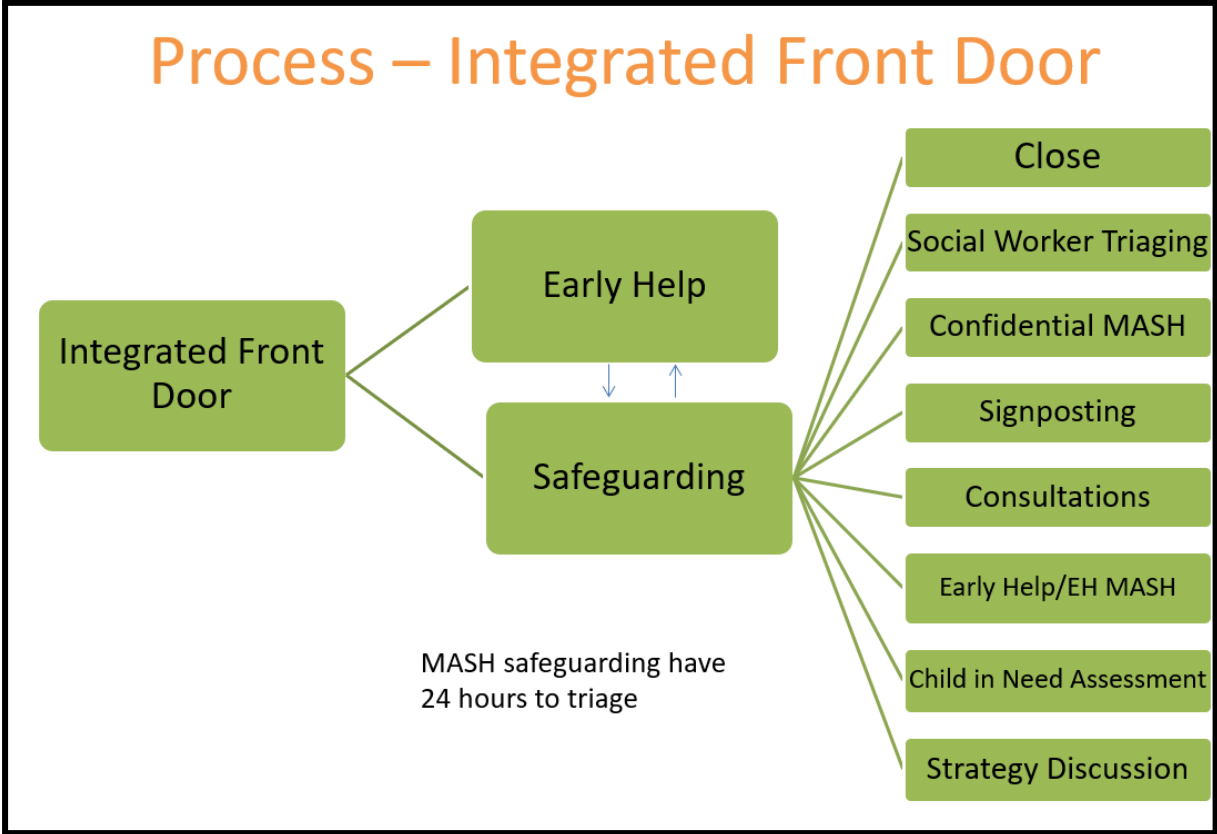 Process – Integrated Front Door
Integrated Front
Door
Early Help
Safeguarding
MASH safeguarding have
24 hours to triage
Close
Social Worker Triaging
Confidential MASH
Signposting
Consultations
Early Help/EH MASH
Child in Need Assessment
Strategy Discussion